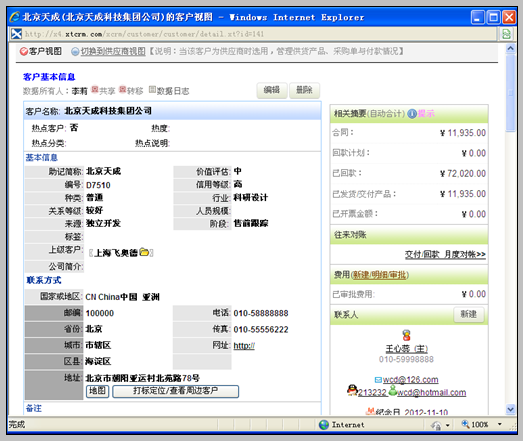 北京天成(北京天成科技集团公司)的客户视图 - Windows Internet Explorer
http://r4.xtcrm.com/xcrm/customer/customer/detail.xt?id=141
客户视图 切换到供应商视图【说明：当该客户为供应商时选用，管理供货产品、采购单与付款情况】
客户基本信息
数据所有人：李莉 共享 转移 数据日志 编辑 删除
客户名称: 北京天成科技集团公司
热点客户: 否 热度:
热点分类: 热点说明:
基本信息
助记简称: 北京天成 价值评估: 中
编号: D7510 信用等级: 高
种类: 普通 行业: 科研设计
关系等级: 较好 人员规模:
来源: 独立开发 阶段: 售前跟踪
标签:
上级客户: 〖上海飞奥德 〗
公司简介:
联系方式
国家或地区: CN China中国 亚洲
邮编: 100000 电话: 010-58888888
省份: 北京 传真: 010-55556222
城市: 市辖区 网址: http://
区县: 海淀区
地址: 北京市朝阳亚运村北苑路78号
地图 打标定位/查看周边客户
备注
相关摘要(自动合计) 提示
合同： ¥ 11,935.00
回款计划： ¥ 0.00
已回款： ¥ 72,020.00
已发货/交付产品： ¥ 11,935.00
已开票金额： ¥ 0.00
往来对账
交付/回款 月度对帐>>
费用(新建/明细/审批)
已审批费用: ¥ 0.00
联系人 新建
王心蕊 (主)
010-59988888
wcd@126.com
213232 wcd@hotmail.com
纪念日 2012-11-10
完成 Internet 100%